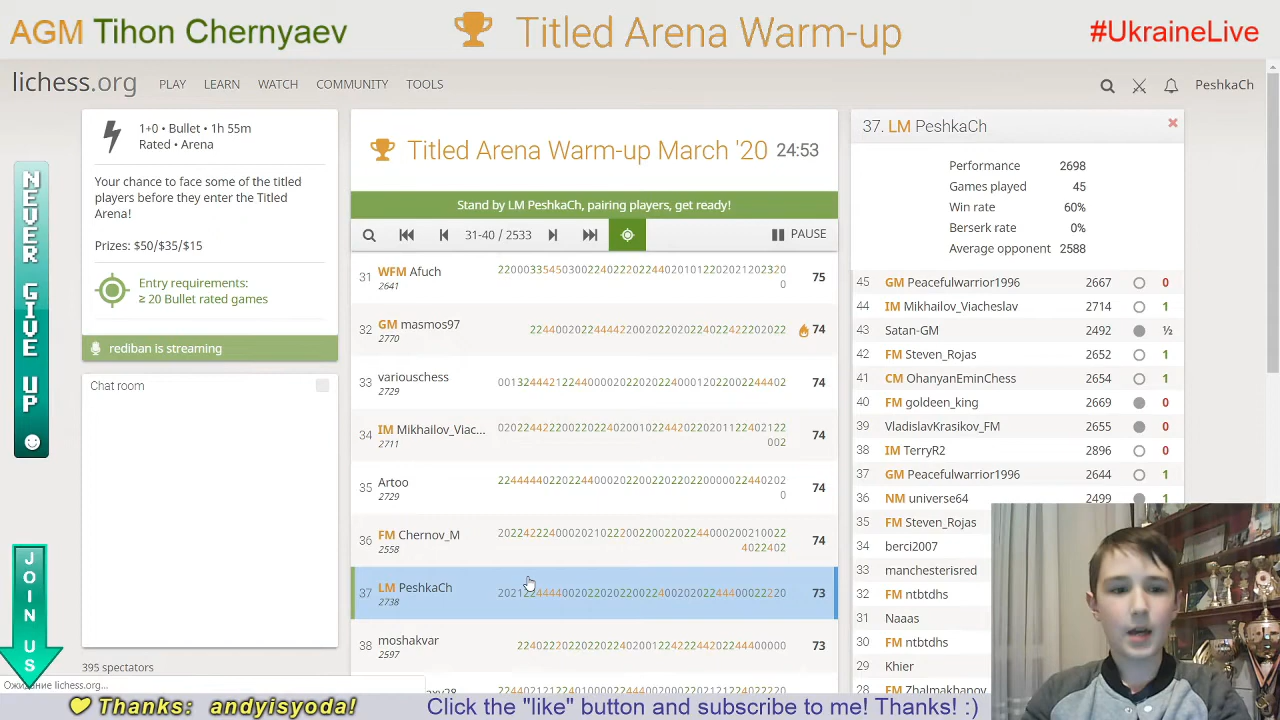 AGM Tihon Chernyaev
Titled Arena Warm-up
#UkraineLive
lichess.org
PLAY
LEARN
WATCH
COMMUNITY
TOOLS
PeshkaCh
NEVER GIVE UP
JOIN US
1+0 • Bullet • 1h 55m
Rated • Arena
Your chance to face some of the titled
players before they enter the Titled
Arena!
Prizes: $50/$35/$15
Entry requirements:
≥ 20 Bullet rated games
rediban is streaming
Chat room
395 spectators
Ожидание lichess.org...
Titled Arena Warm-up March '20 24:53
Stand by LM PeshkaCh, pairing players, get ready!
31-40 / 2533
PAUSE
31 WFM Afuch 75
2641
32 GM masmos97 74
2770
33 variouschess 74
2729
34 IM Mikhailov_Viac... 74
2711
35 Artoo 74
2729
36 FM Chernov_M 74
2558
37 LM PeshkaCh 73
2738
38 moshakvar 73
2597
37. LM PeshkaCh
Performance 2698
Games played 45
Win rate 60%
Berserk rate 0%
Average opponent 2588
45 GM Peacefulwarrior1996 2667 0
44 IM Mikhailov_Viacheslav 2714 1
43 Satan-GM 2492 ½
42 FM Steven_Rojas 2652 1
41 CM OhanyanEminChess 2654 1
40 FM goldeen_king 2669 0
39 VladislavKrasikov_FM 2655 0
38 IM TerryR2 2896 0
37 GM Peacefulwarrior1996 2644 1
36 NM universe64 2499 1
35 FM Steven_Rojas
34 berci2007
33 manchesterisred
32 FM ntbtdhs
31 Naaas
30 FM ntbtdhs
29 Khier
28 FM Zhalmakhanov
Thanks: andyisyoda!
Click the "like" button and subscribe to me! Thanks! :)